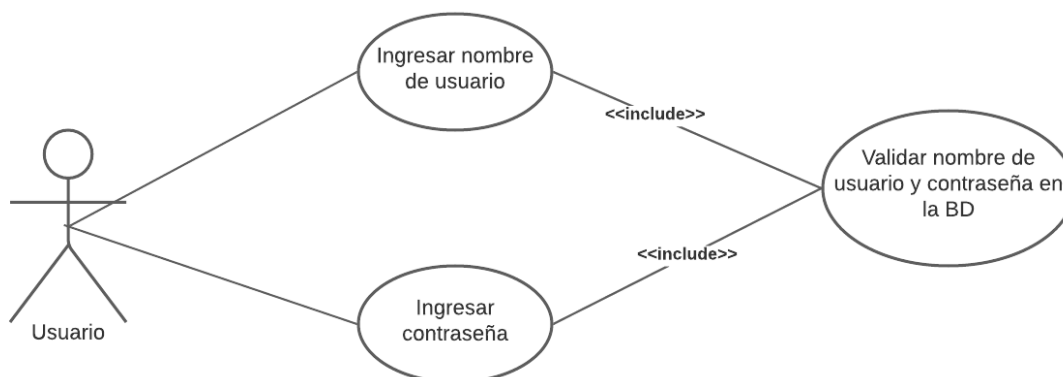 Ingresar nombre
de usuario
<<include>>
Validar nombre de
usuario y contraseña en
la BD
<<include>>
Ingresar
contraseña
Usuario